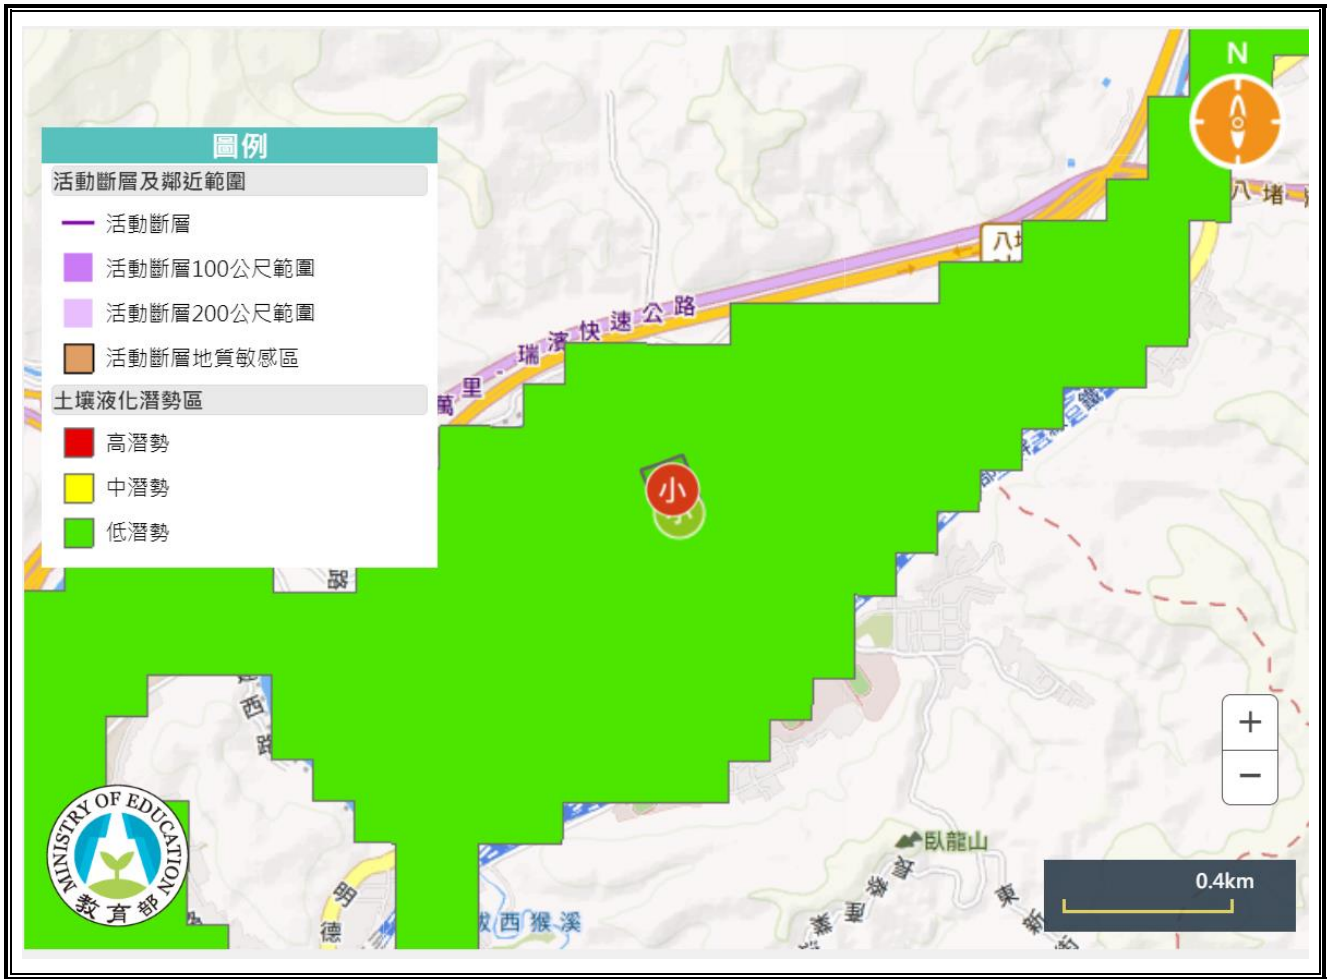 N
圖例
活動斷層及鄰近範圍
活動斷層
活動斷層100公尺範圍
活動斷層200公尺範圍
活動斷層地質敏感區
土壤液化潛勢區
高潛勢
中潛勢
低潛勢
八堵
萬里-瑞濱快速公路
小
路
西
路
臥龍山
明
德
西猴溪
東
新
0.4km
+
−
MINISTRY OF EDUCATION
教育部